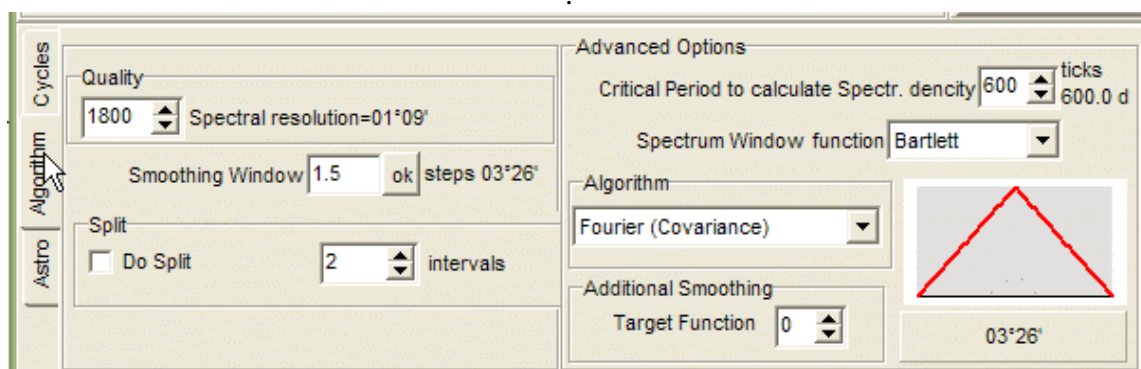 Cycles
Algorithm
Astro
Quality
1800 Spectral resolution=01°09'
Smoothing Window 1.5 ok steps 03°26'
Split
Do Split 2 intervals
Advanced Options
Critical Period to calculate Spectr. dencity 600 ticks
600.0 d
Spectrum Window function Bartlett
Algorithm
Fourier (Covariance)
Additional Smoothing
Target Function 0
03°26'